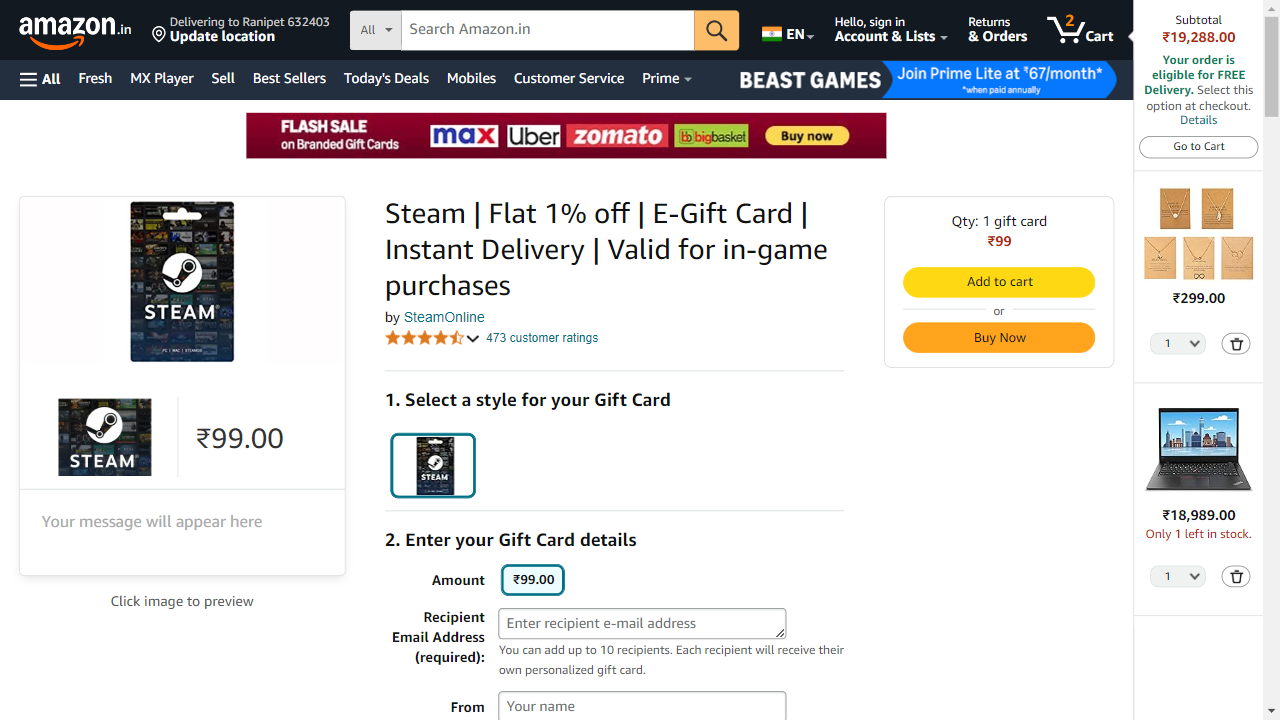 amazon.in
Delivering to Ranipet 632403
Update location
All
Search Amazon.in
EN
Hello, sign in
Account & Lists
Returns
& Orders
2
Cart
All
Fresh
MX Player
Sell
Best Sellers
Today's Deals
Mobiles
Customer Service
Prime
BEAST GAMES
Join Prime Lite at ₹67/month*
*when paid annually
FLASH SALE
on Branded Gift Cards
max
Uber
zomato
bb bigbasket
Buy now
STEAM®
PC | MAC | STEAMOS
STEAM
₹99.00
Your message will appear here
Click image to preview
Steam | Flat 1% off | E-Gift Card |
Instant Delivery | Valid for in-game
purchases
by SteamOnline
473 customer ratings
1. Select a style for your Gift Card
STEAM
2. Enter your Gift Card details
Amount
₹99.00
Recipient
Email Address
(required):
Enter recipient e-mail address
You can add up to 10 recipients. Each recipient will receive their
own personalized gift card.
From
Your name
Qty: 1 gift card
₹99
Add to cart
or
Buy Now
Subtotal
₹19,288.00
Your order is
eligible for FREE
Delivery. Select this
option at checkout.
Details
Go to Cart
₹299.00
1
₹18,989.00
Only 1 left in stock.
1